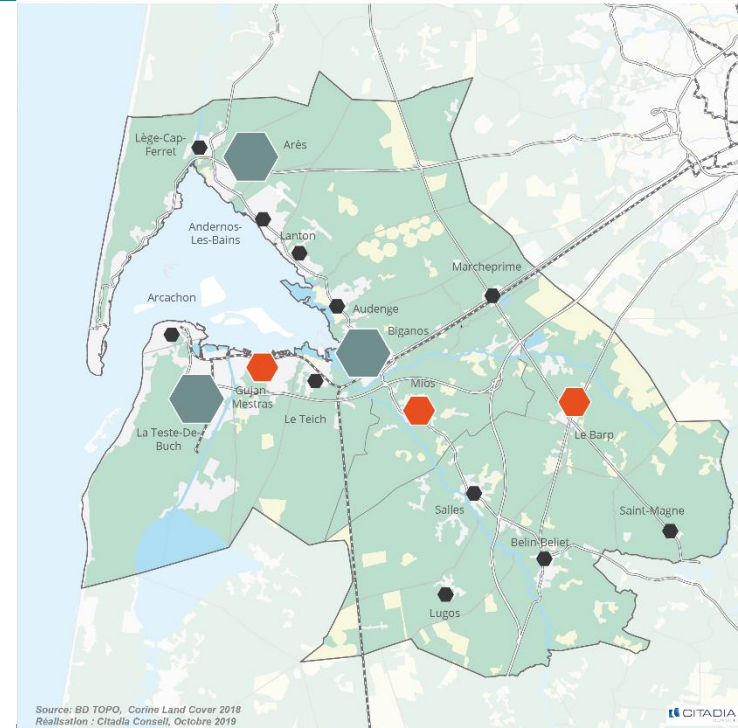 Lège-Cap-
Ferret
Arès
Andernos-
Les-Bains
Lanton
Marcheprime
Arcachon
Audenge
Biganos
Gujan-
Mestras
Mios
Le Teich
La Teste-De-
Buch
Le Barp
Salles
Saint-Magne
Belin-Beliet
Lugos
Source: BD TOPO, Corine Land Cover 2018
Réalisation : Citadia Conseil, Octobre 2019
CITADIA